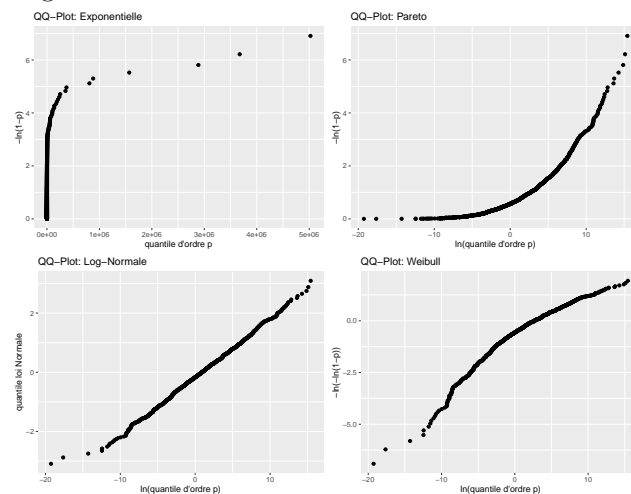 QQ−Plot: Exponentielle
−ln(1−p)
6
4
2
0
0e+00 1e+06 2e+06 3e+06 4e+06 5e+06
quantile d'ordre p
QQ−Plot: Pareto
−ln(1−p)
6
4
2
0
−20 −10 0 10
ln(quantile d'ordre p)
QQ−Plot: Log−Normale
quantile loi Normale
2
0
−2
−20 −10 0 10
ln(quantile d'ordre p)
QQ−Plot: Weibull
−ln(−ln(1−p))
0.0
−2.5
−5.0
−20 −10 0 10
ln(quantile d'ordre p)